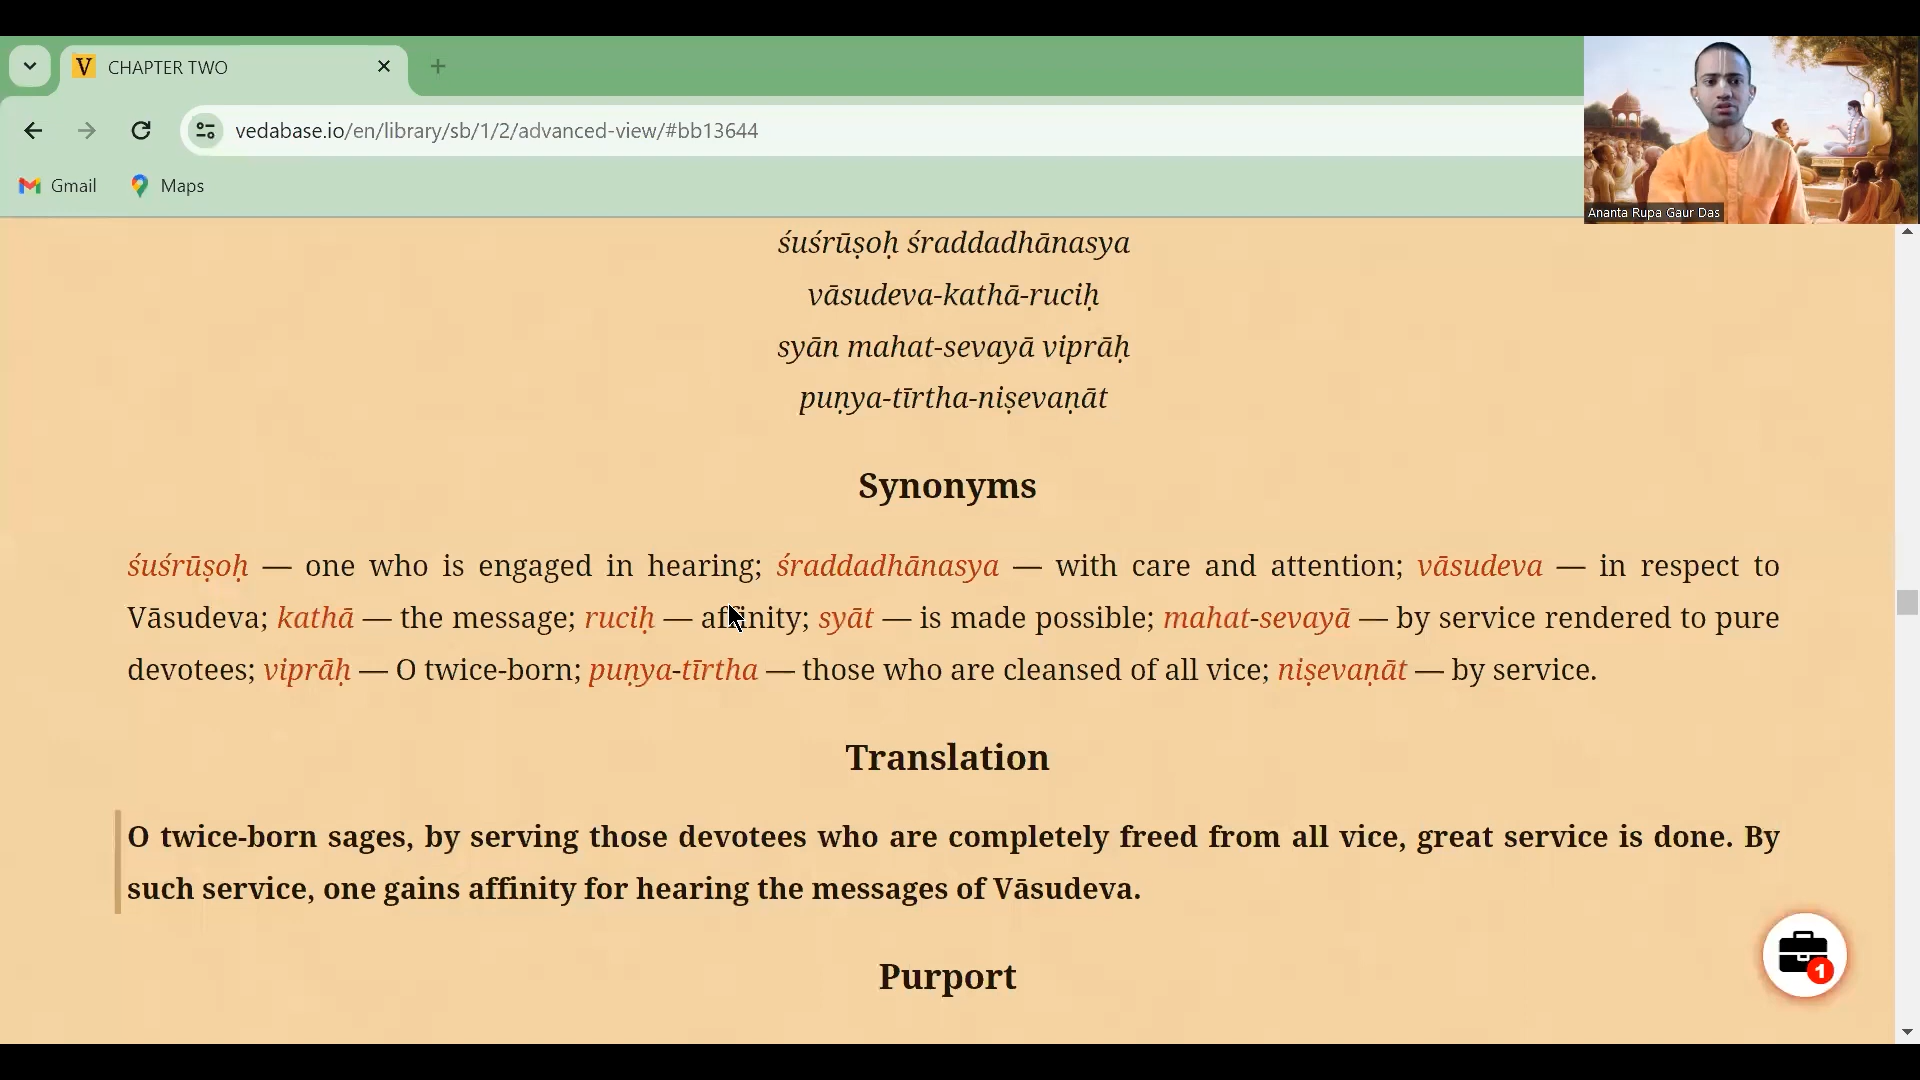 V CHAPTER TWO
vedabase.io/en/library/sb/1/2/advanced-view/#bb13644
Gmail Maps
Ananta Rupa Gaur Das
śuśrūṣoḥ śraddadhānasya
vāsudeva-kathā-ruciḥ
syān mahat-sevayā viprāḥ
puṇya-tīrtha-niṣevaṇāt
Synonyms
śuśrūṣoḥ — one who is engaged in hearing; śraddadhānasya — with care and attention; vāsudeva — in respect to
Vāsudeva; kathā — the message; ruciḥ — affinity; syāt — is made possible; mahat-sevayā — by service rendered to pure
devotees; viprāḥ — O twice-born; puṇya-tīrtha — those who are cleansed of all vice; niṣevaṇāt — by service.
Translation
O twice-born sages, by serving those devotees who are completely freed from all vice, great service is done. By
such service, one gains affinity for hearing the messages of Vāsudeva.
1
Purport